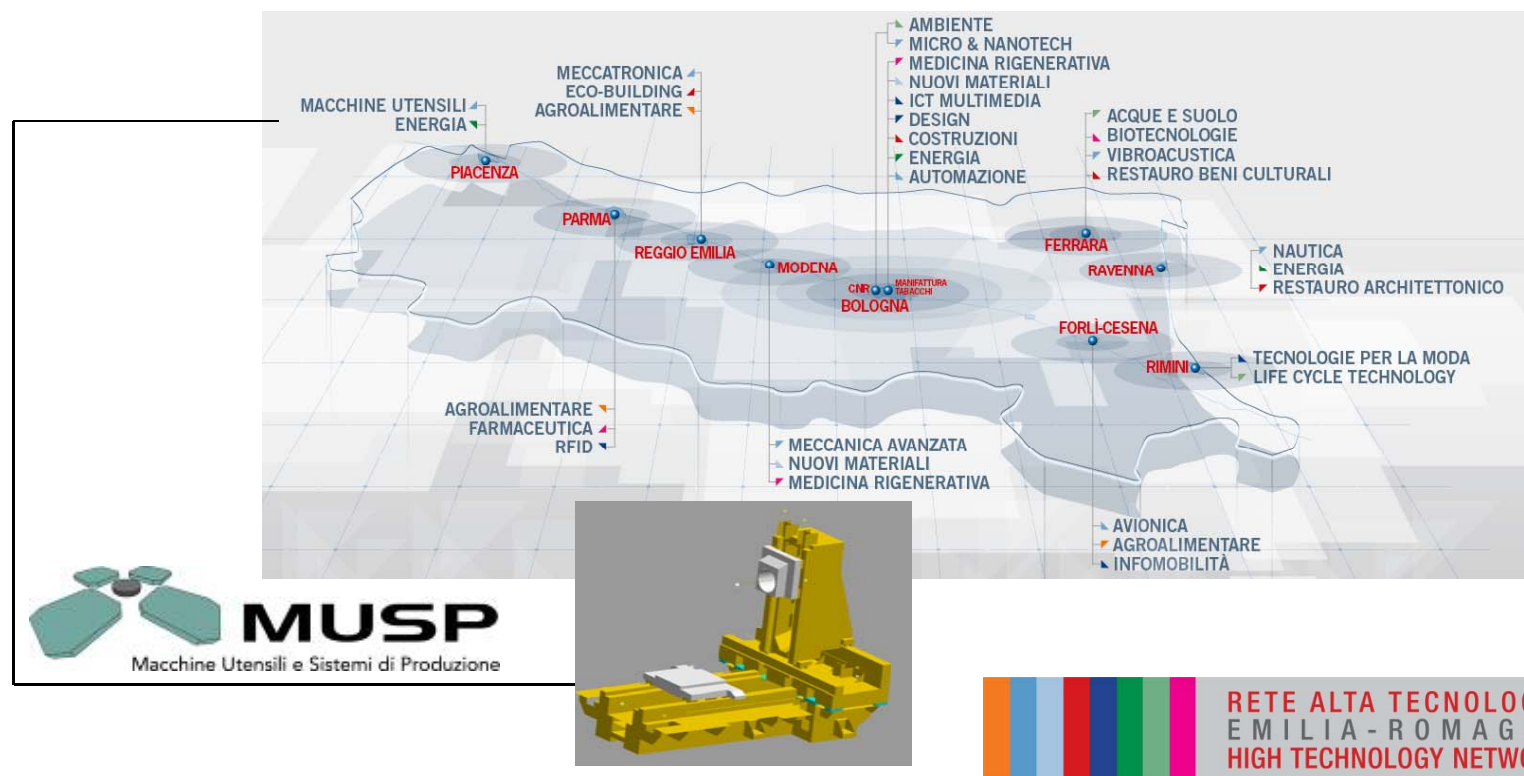 AMBIENTE
MICRO & NANOTECH
MEDICINA RIGENERATIVA
NUOVI MATERIALI
ICT MULTIMEDIA
DESIGN
COSTRUZIONI
ENERGIA
AUTOMAZIONE
MECCATRONICA
ECO-BUILDING
AGROALIMENTARE
MACCHINE UTENSILI
ENERGIA
ACQUE E SUOLO
BIOTECNOLOGIE
VIBROACUSTICA
RESTAURO BENI CULTURALI
PIACENZA
PARMA
REGGIO EMILIA
MODENA
CNR
MANIFATTURA
TABACCHI
BOLOGNA
FERRARA
RAVENNA
NAUTICA
ENERGIA
RESTAURO ARCHITETTONICO
FORLÌ-CESENA
RIMINI
TECNOLOGIE PER LA MODA
LIFE CYCLE TECHNOLOGY
AGROALIMENTARE
FARMACEUTICA
RFID
MECCANICA AVANZATA
NUOVI MATERIALI
MEDICINA RIGENERATIVA
AVIONICA
AGROALIMENTARE
INFOMOBILITÀ
MUSP
Macchine Utensili e Sistemi di Produzione
RETE ALTA TECNOLOG
EMILIA-ROMAG
HIGH TECHNOLOGY NETWO